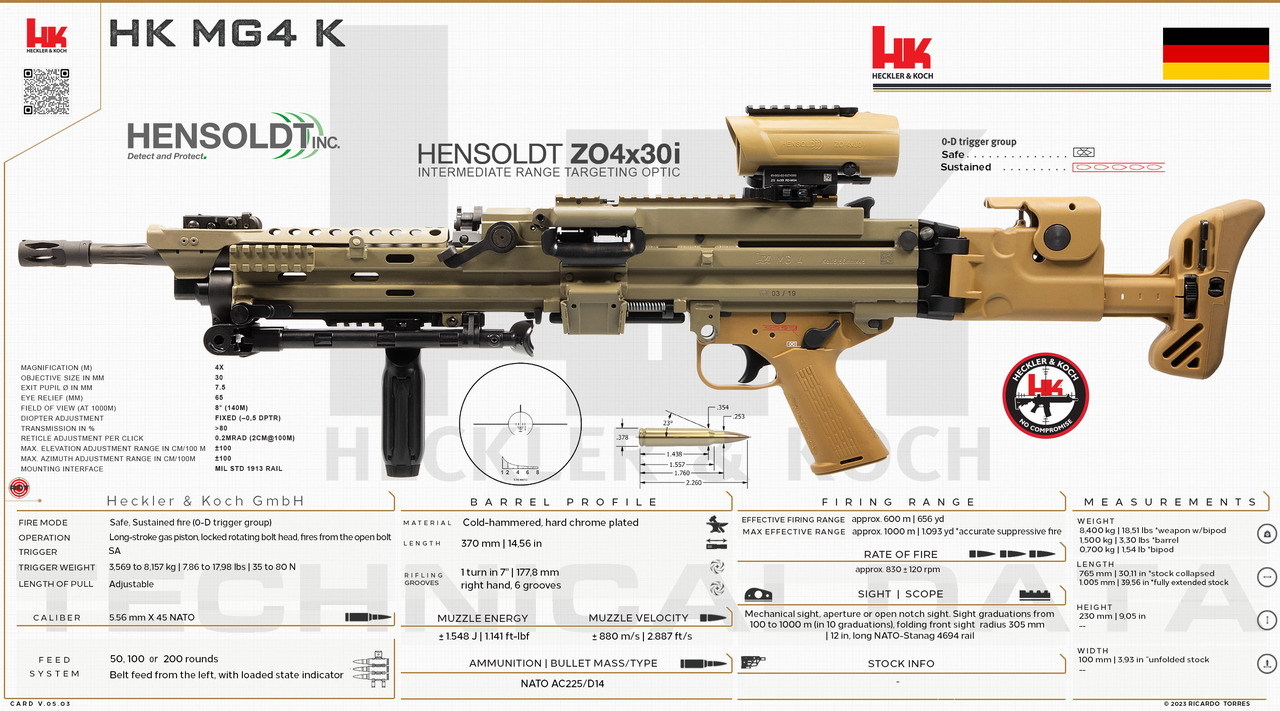 HK MG4 K
HECKLER & KOCH
HECKLER & KOCH
HENSOLDT INC.
Detect and Protect.
HENSOLDT ZO4x30i
INTERMEDIATE RANGE TARGETING OPTIC
0-D trigger group
Safe . . . . . . . . . . . . .
Sustained . . . . . . . .
HK MG4
03 / 19
HECKLER & KOCH
NO COMPROMISE
MAGNIFICATION (M) 4X
OBJECTIVE SIZE IN MM 30
EXIT PUPIL Ø IN MM 7.5
EYE RELIEF (MM) 65
FIELD OF VIEW (AT 1000M) 8° (140M)
DIOPTER ADJUSTMENT FIXED (–0.5 DPTR)
TRANSMISSION IN % >80
RETICLE ADJUSTMENT PER CLICK 0.2MRAD (2CM@100M)
MAX. ELEVATION ADJUSTMENT RANGE IN CM/100 M ±100
MAX. AZIMUTH ADJUSTMENT RANGE IN CM/100M ±100
MOUNTING INTERFACE MIL STD 1913 RAIL
1 2 4 6 8
.354
.253
23°
.378
1.438
1.557
1.760
2.260
HECKLER & KOCH
TECHNICAL DATA
Heckler & Koch GmbH
FIRE MODE Safe, Sustained fire (0-D trigger group)
OPERATION Long-stroke gas piston, locked rotating bolt head, fires from the open bolt
TRIGGER SA
TRIGGER WEIGHT 3,569 to 8,157 kg | 7.86 to 17,98 lbs | 35 to 80 N
LENGTH OF PULL Adjustable
CALIBER 5.56 mm X 45 NATO
FEED SYSTEM
50, 100 or 200 rounds
Belt feed from the left, with loaded state indicator
BARREL PROFILE
MATERIAL Cold-hammered, hard chrome plated
LENGTH 370 mm | 14,56 in
RIFLING GROOVES
1 turn in 7" | 177,8 mm
right hand, 6 grooves
MUZZLE ENERGY MUZZLE VELOCITY
± 1.548 J | 1.141 ft-lbf ± 880 m/s | 2.887 ft/s
AMMUNITION | BULLET MASS/TYPE
NATO AC225/D14
FIRING RANGE
EFFECTIVE FIRING RANGE approx. 600 m | 656 yd
MAX EFFECTIVE RANGE approx. 1000 m | 1.093 yd *accurate suppressive fire
RATE OF FIRE
approx. 830 ± 120 rpm
SIGHT | SCOPE
Mechanical sight, aperture or open notch sight. Sight graduations from
100 to 1000 m (in 10 graduations), folding front sight radius 305 mm
| 12 in, long NATO-Stanag 4694 rail
STOCK INFO
-
MEASUREMENTS
WEIGHT
8,400 kg | 18,51 lbs *weapon w/bipod
1,500 kg | 3,30 lbs *barrel
0,700 kg | 1,54 lb *bipod
LENGTH
765 mm | 30,11 in *stock collapsed
1.005 mm | 39,56 in *fully extended stock
HEIGHT
230 mm | 9,05 in
--
WIDTH
100 mm | 3,93 in *unfolded stock
--
CARD V.05.03
© 2023 RICARDO TORRES